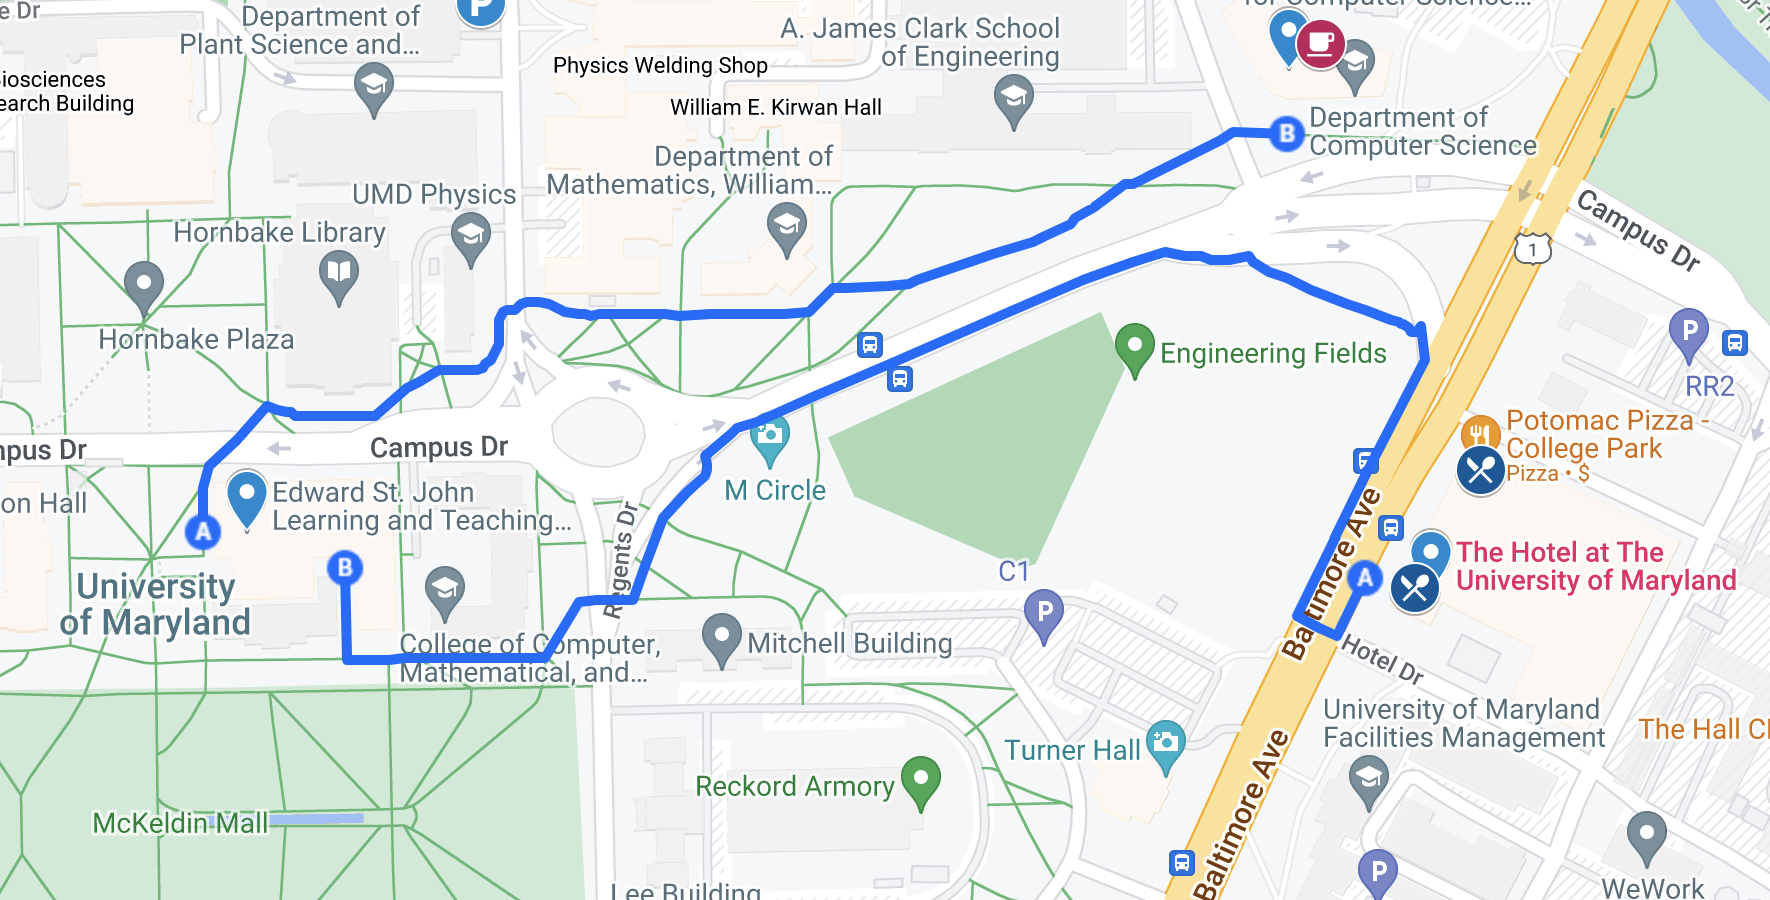 Department of
Plant Science and...
A. James Clark School
of Engineering
Physics Welding Shop
William E. Kirwan Hall
earch Building
Department of
Computer Science
Department of
Mathematics, William...
UMD Physics
Hornbake Library
Hornbake Plaza
Campus Dr
1
P
RR2
Engineering Fields
Potomac Pizza -
College Park
Pizza • $
Campus Dr
Edward St. John
Learning and Teaching...
on Hall
M Circle
Regents Dr
Baltimore Ave
The Hotel at The
University of Maryland
A
B
A
B
University
of Maryland
C1
P
College of Computer,
Mathematical, and...
Mitchell Building
Hotel Dr
University of Maryland
Facilities Management
The Hall
Turner Hall
Reckord Armory
McKeldin Mall
Baltimore Ave
P
P
WeWork
Lee Building